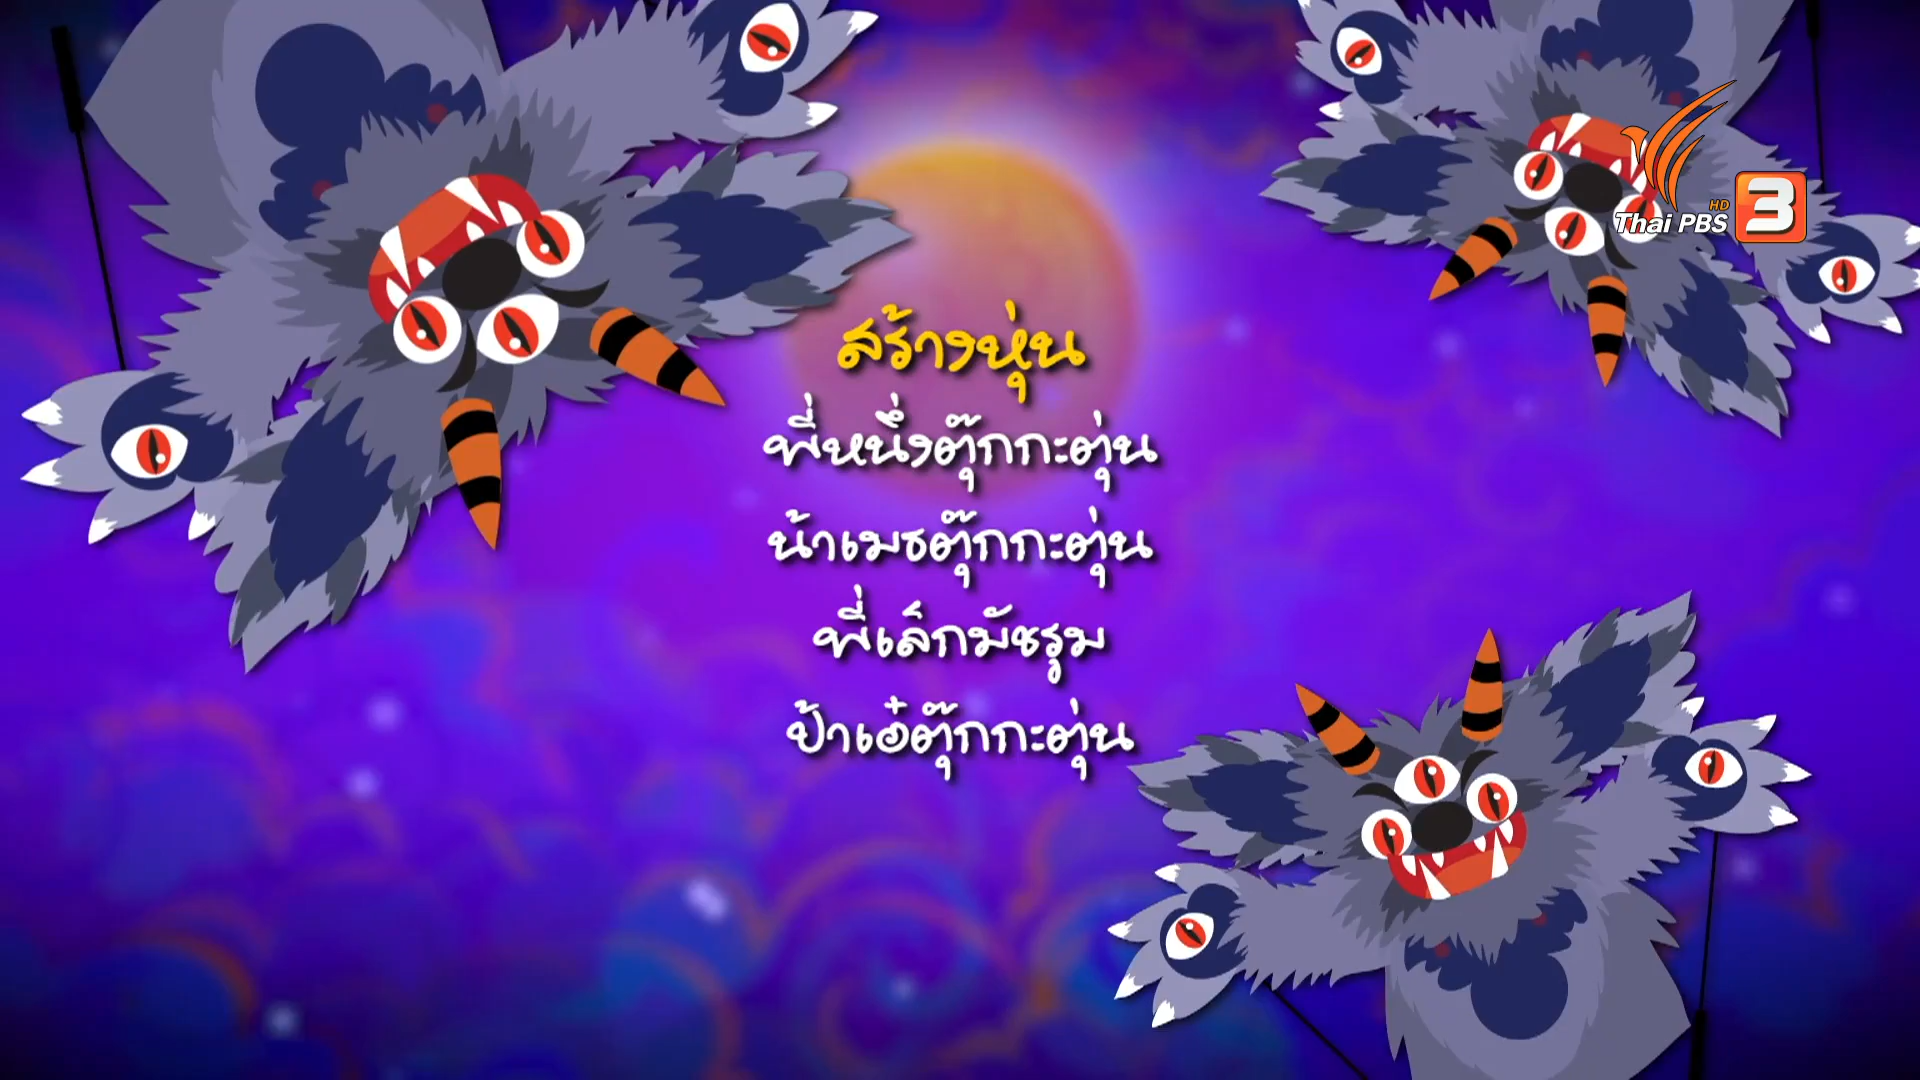 Thai PBS HD 3
สร้างหุ่น
พี่หนึ่งตุ๊กกะตุ่น
น้าเมธตุ๊กกะตุ่น
พี่เล็กมัชรุม
ป้าเอ๋ตุ๊กกะตุ่น